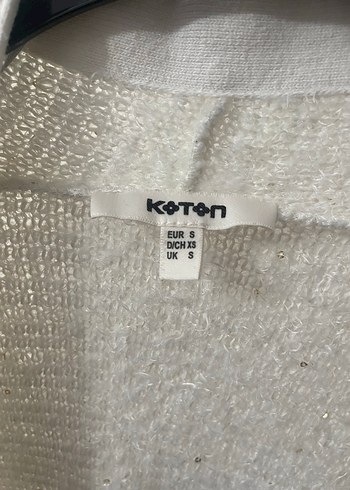 KOTON
EUR S
D/CH XS
UK S